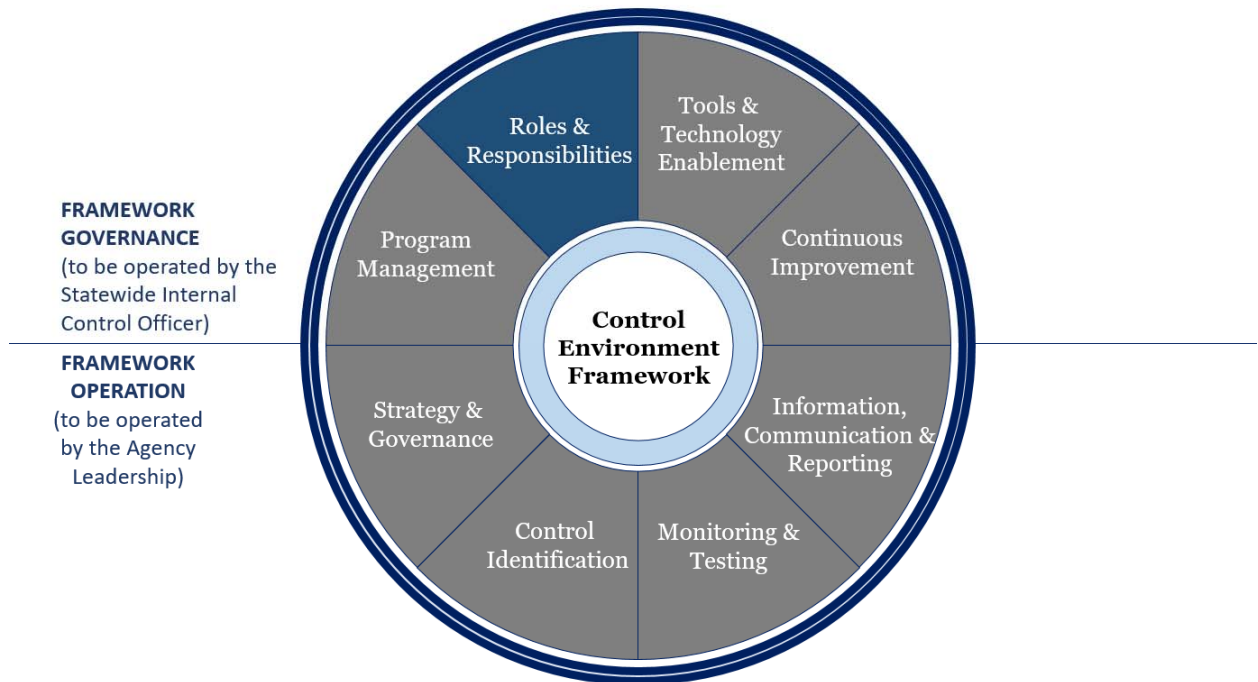 Roles &
Responsibilities
Tools &
Technology
Enablement
FRAMEWORK
GOVERNANCE
(to be operated by the
Statewide Internal
Control Officer)
Program
Management
Continuous
Improvement
Control
Environment
Framework
FRAMEWORK
OPERATION
(to be operated
by the Agency
Leadership)
Strategy &
Governance
Information,
Communication &
Reporting
Control
Identification
Monitoring &
Testing